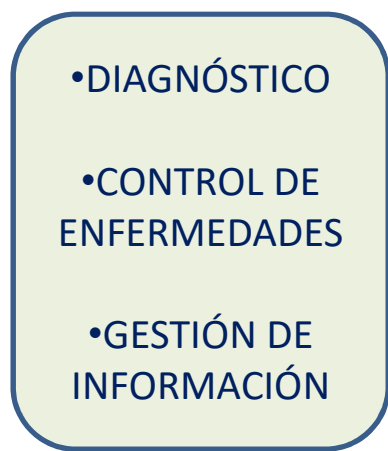 •DIAGNÓSTICO
•CONTROL DE
ENFERMEDADES
•GESTIÓN DE
INFORMACIÓN